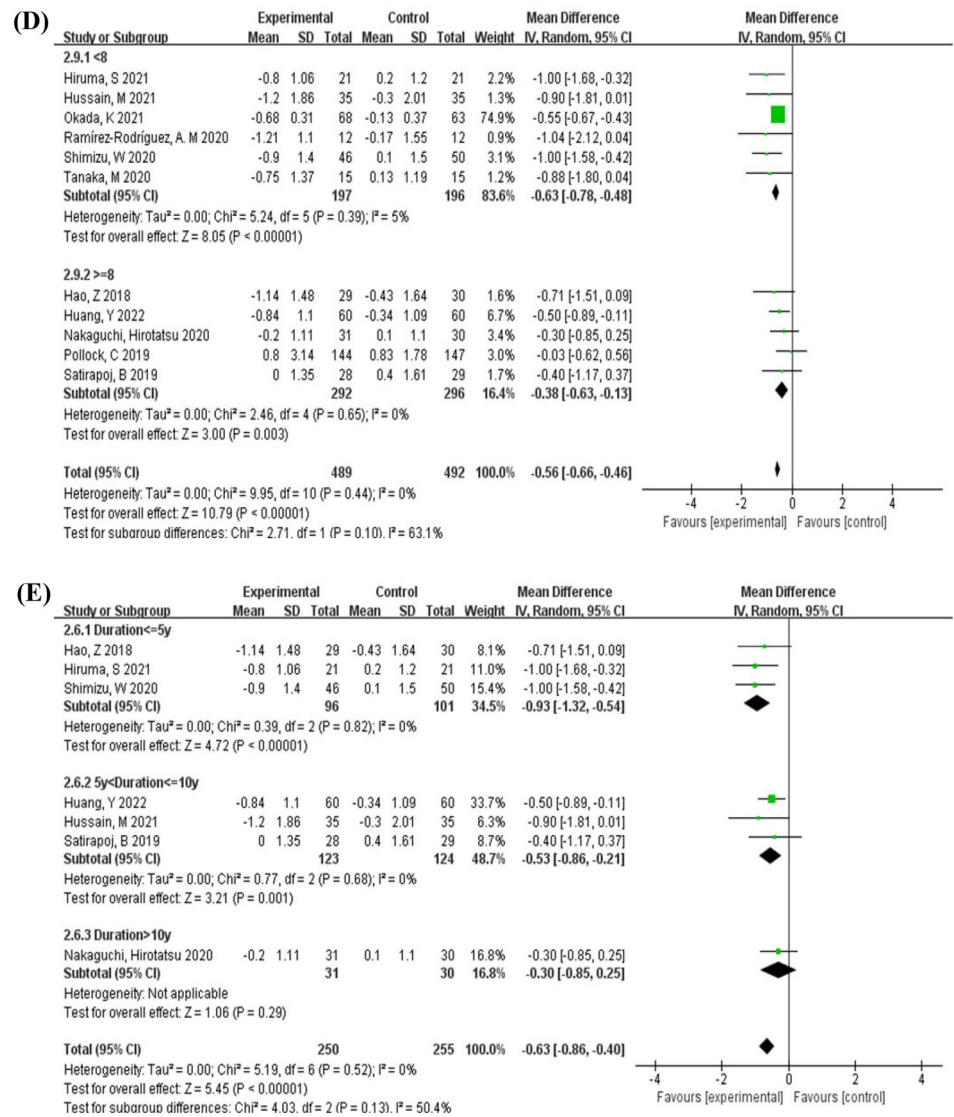 (D)
Experimental Control Mean Difference Mean Difference
Study or Subgroup Mean SD Total Mean SD Total Weight IV, Random, 95% CI IV, Random, 95% CI
2.9.1 <8
Hiruma, S 2021 -0.8 1.06 21 0.2 1.2 21 2.2% -1.00 [-1.68, -0.32]
Hussain, M 2021 -1.2 1.86 35 -0.3 2.01 35 1.3% -0.90 [-1.81, 0.01]
Okada, K 2021 -0.68 0.31 68 -0.13 0.37 63 74.9% -0.55 [-0.67, -0.43]
Ramírez-Rodríguez, A. M 2020 -1.21 1.1 12 -0.17 1.55 12 0.9% -1.04 [-2.12, 0.04]
Shimizu, W 2020 -0.9 1.4 46 0.1 1.5 50 3.1% -1.00 [-1.58, -0.42]
Tanaka, M 2020 -0.75 1.37 15 0.13 1.19 15 1.2% -0.88 [-1.80, 0.04]
Subtotal (95% CI) 197 196 83.6% -0.63 [-0.78, -0.48]
Heterogeneity: Tau² = 0.00; Chi² = 5.24, df = 5 (P = 0.39); I² = 5%
Test for overall effect: Z = 8.05 (P < 0.00001)
2.9.2 >=8
Hao, Z 2018 -1.14 1.48 29 -0.43 1.64 30 1.6% -0.71 [-1.51, 0.09]
Huang, Y 2022 -0.84 1.1 60 -0.34 1.09 60 6.7% -0.50 [-0.89, -0.11]
Nakaguchi, Hirotatsu 2020 -0.2 1.11 31 0.1 1.1 30 3.4% -0.30 [-0.85, 0.25]
Pollock, C 2019 0.8 3.14 144 0.83 1.78 147 3.0% -0.03 [-0.62, 0.56]
Satirapoj, B 2019 0 1.35 28 0.4 1.61 29 1.7% -0.40 [-1.17, 0.37]
Subtotal (95% CI) 292 296 16.4% -0.38 [-0.63, -0.13]
Heterogeneity: Tau² = 0.00; Chi² = 2.46, df = 4 (P = 0.65); I² = 0%
Test for overall effect: Z = 3.00 (P = 0.003)
Total (95% CI) 489 492 100.0% -0.56 [-0.66, -0.46]
Heterogeneity: Tau² = 0.00; Chi² = 9.95, df = 10 (P = 0.44); I² = 0%
Test for overall effect: Z = 10.79 (P < 0.00001)
Test for subgroup differences: Chi² = 2.71, df = 1 (P = 0.10), I² = 63.1%
-4 -2 0 2 4
Favours [experimental] Favours [control]
(E)
Experimental Control Mean Difference Mean Difference
Study or Subgroup Mean SD Total Mean SD Total Weight IV, Random, 95% CI IV, Random, 95% CI
2.6.1 Duration<=5y
Hao, Z 2018 -1.14 1.48 29 -0.43 1.64 30 8.1% -0.71 [-1.51, 0.09]
Hiruma, S 2021 -0.8 1.06 21 0.2 1.2 21 11.0% -1.00 [-1.68, -0.32]
Shimizu, W 2020 -0.9 1.4 46 0.1 1.5 50 15.4% -1.00 [-1.58, -0.42]
Subtotal (95% CI) 96 101 34.5% -0.93 [-1.32, -0.54]
Heterogeneity: Tau² = 0.00; Chi² = 0.39, df = 2 (P = 0.82); I² = 0%
Test for overall effect: Z = 4.72 (P < 0.00001)
2.6.2 5y<Duration<=10y
Huang, Y 2022 -0.84 1.1 60 -0.34 1.09 60 33.7% -0.50 [-0.89, -0.11]
Hussain, M 2021 -1.2 1.86 35 -0.3 2.01 35 6.3% -0.90 [-1.81, 0.01]
Satirapoj, B 2019 0 1.35 28 0.4 1.61 29 8.7% -0.40 [-1.17, 0.37]
Subtotal (95% CI) 123 124 48.7% -0.53 [-0.86, -0.21]
Heterogeneity: Tau² = 0.00; Chi² = 0.77, df = 2 (P = 0.68); I² = 0%
Test for overall effect: Z = 3.21 (P = 0.001)
2.6.3 Duration>10y
Nakaguchi, Hirotatsu 2020 -0.2 1.11 31 0.1 1.1 30 16.8% -0.30 [-0.85, 0.25]
Subtotal (95% CI) 31 30 16.8% -0.30 [-0.85, 0.25]
Heterogeneity: Not applicable
Test for overall effect: Z = 1.06 (P = 0.29)
Total (95% CI) 250 255 100.0% -0.63 [-0.86, -0.40]
Heterogeneity: Tau² = 0.00; Chi² = 5.19, df = 6 (P = 0.52); I² = 0%
Test for overall effect: Z = 5.45 (P < 0.00001)
Test for subgroup differences: Chi² = 4.03, df = 2 (P = 0.13), I² = 50.4%
-4 -2 0 2 4
Favours [experimental] Favours [control]